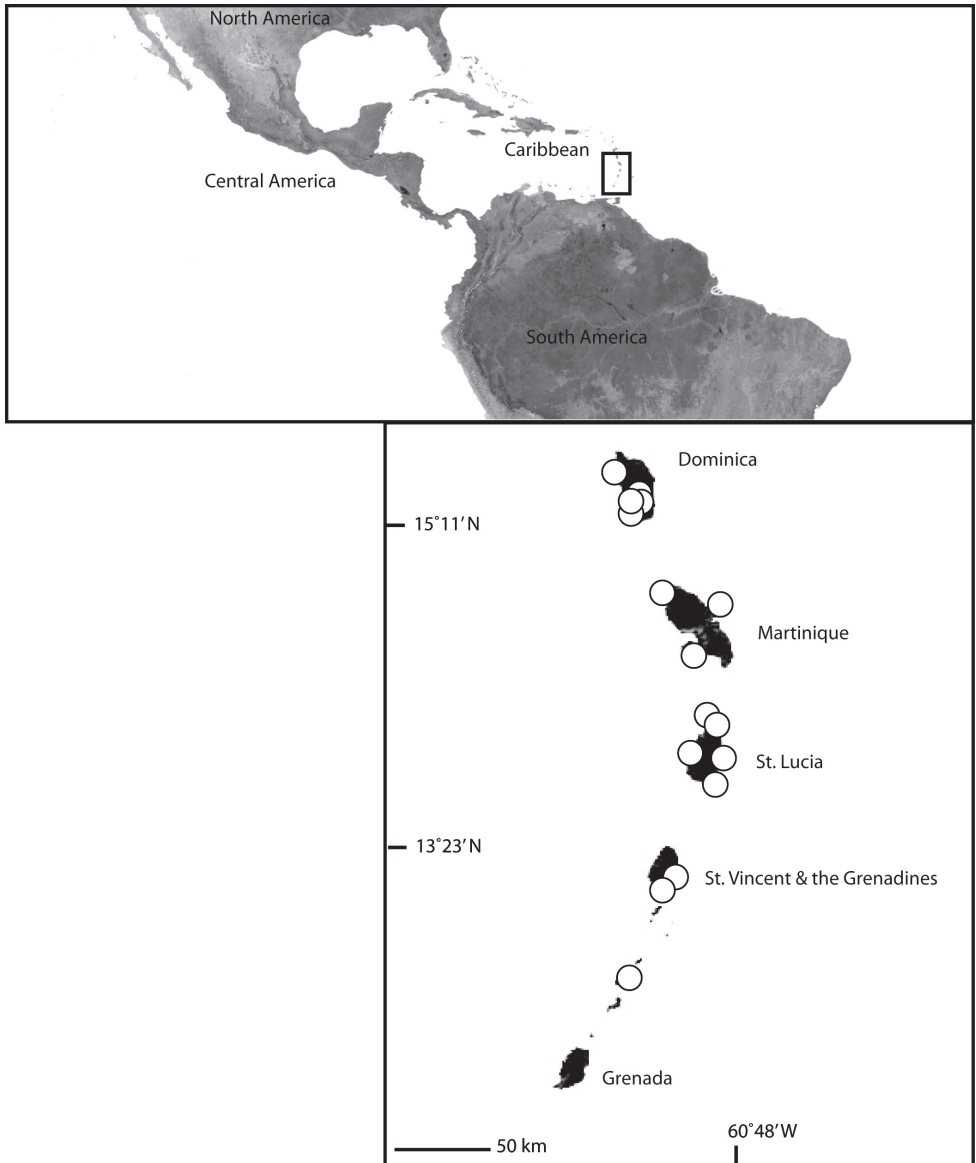 North America
Caribbean
Central America
South America
Dominica
15˚11’N
Martinique
St. Lucia
13˚23’N
St. Vincent & the Grenadines
Grenada
60˚48’W
50 km